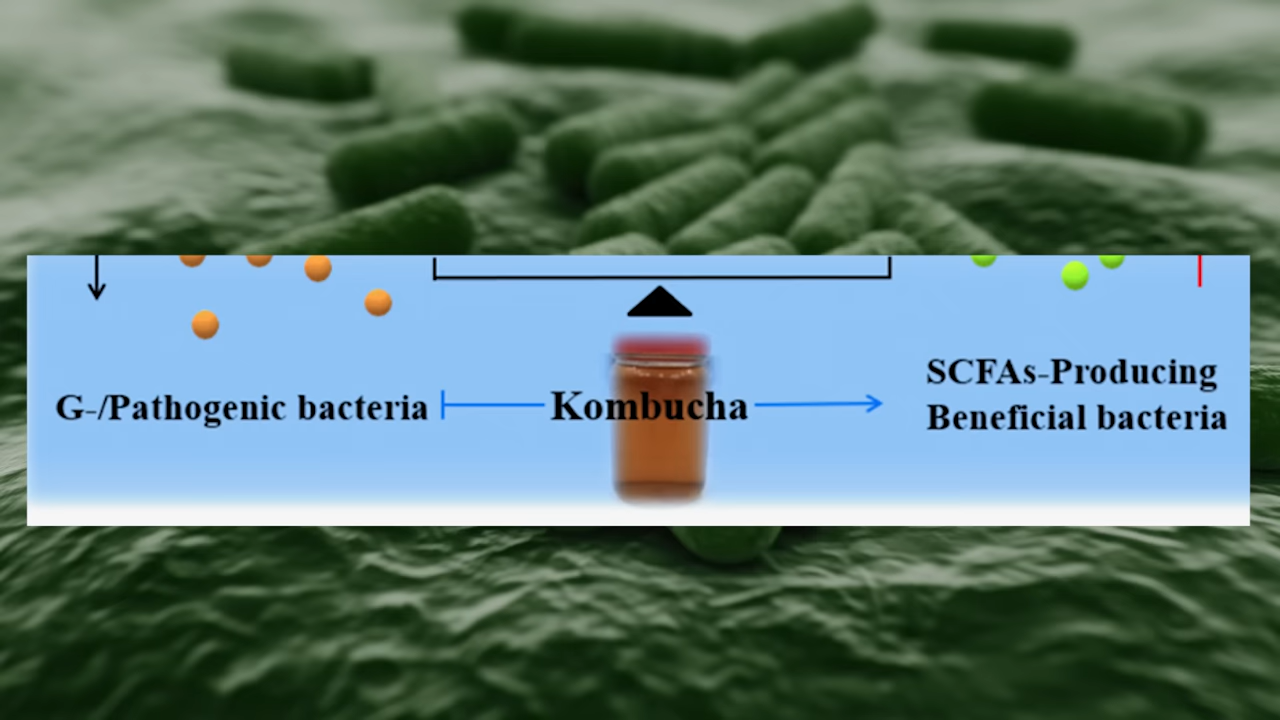 G-/Pathogenic bacteria
Kombucha
SCFAs-Producing
Beneficial bacteria